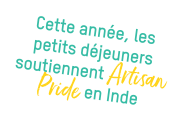 Cette année, les
petits déjeuners
soutiennent Artisan
Pride en Inde